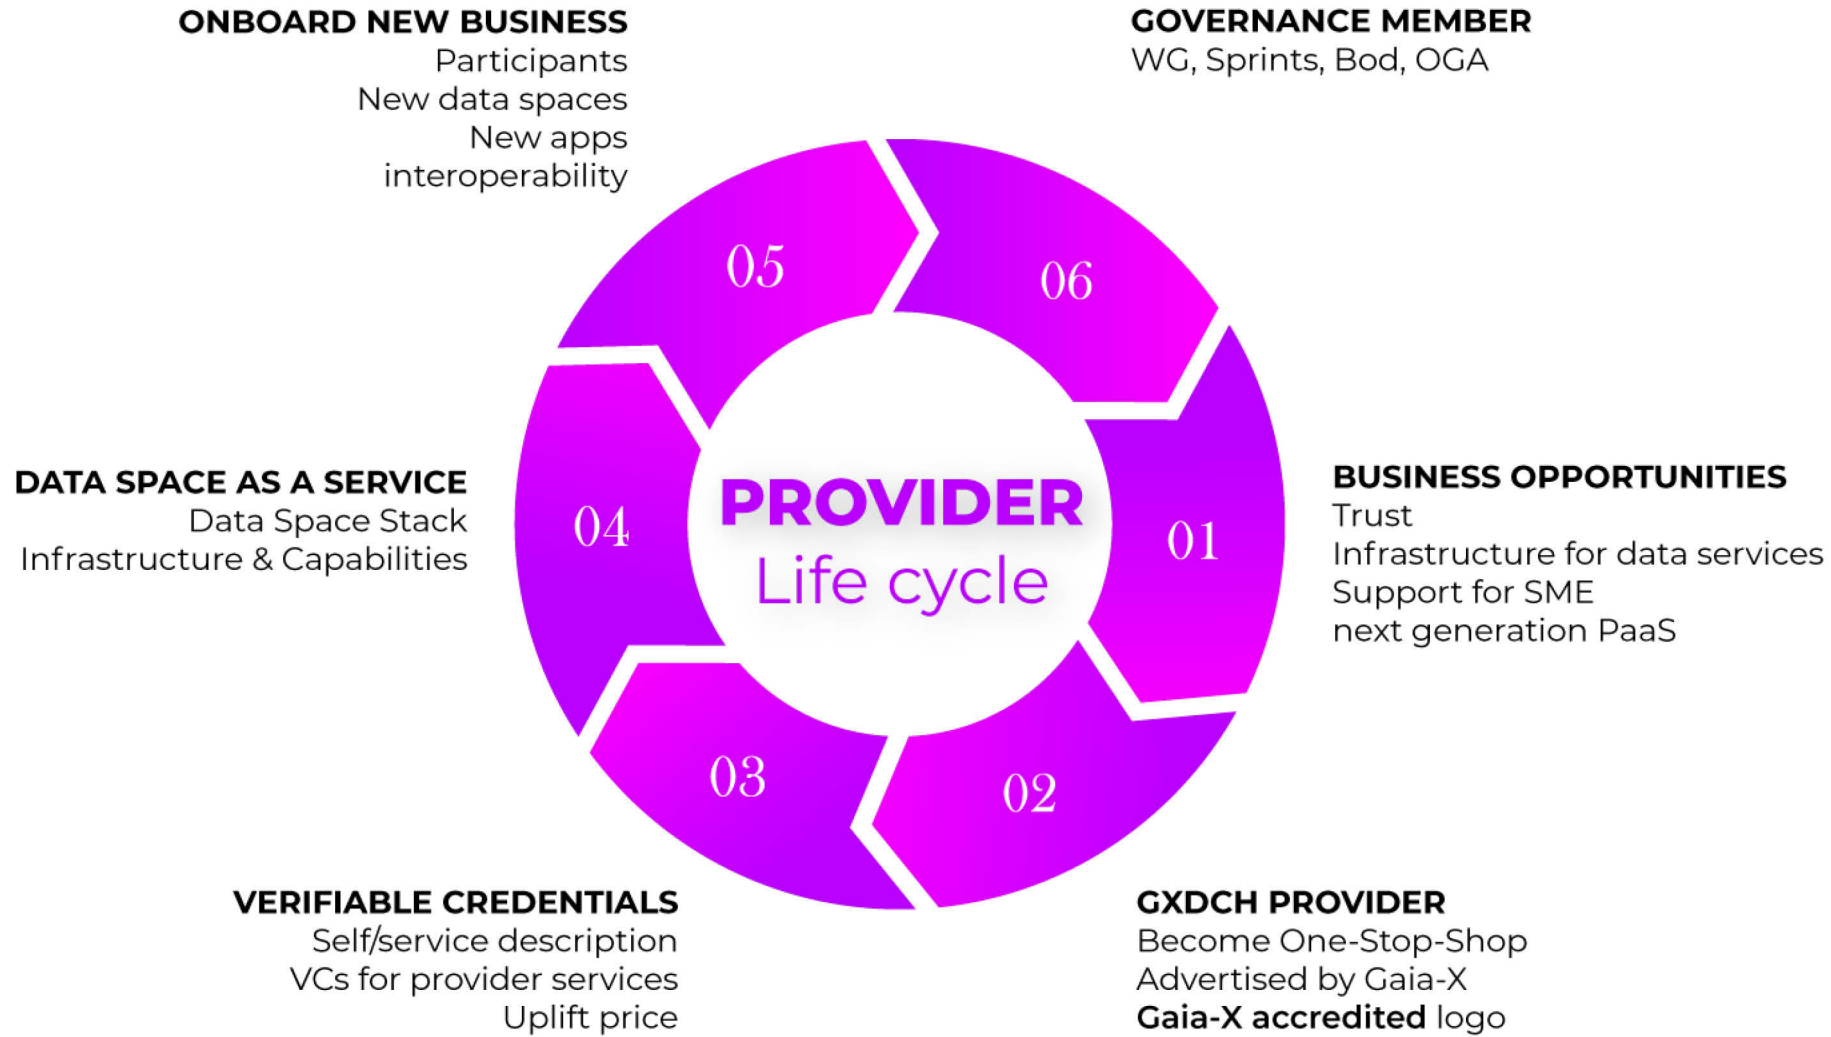 ONBOARD NEW BUSINESS
Participants
New data spaces
New apps
interoperability
GOVERNANCE MEMBER
WG, Sprints, Bod, OGA
05
06
DATA SPACE AS A SERVICE
Data Space Stack
Infrastructure & Capabilities
04
PROVIDER
Life cycle
01
BUSINESS OPPORTUNITIES
Trust
Infrastructure for data services
Support for SME
next generation PaaS
03
02
VERIFIABLE CREDENTIALS
Self/service description
VCs for provider services
Uplift price
GXDCH PROVIDER
Become One-Stop-Shop
Advertised by Gaia-X
Gaia-X accredited logo